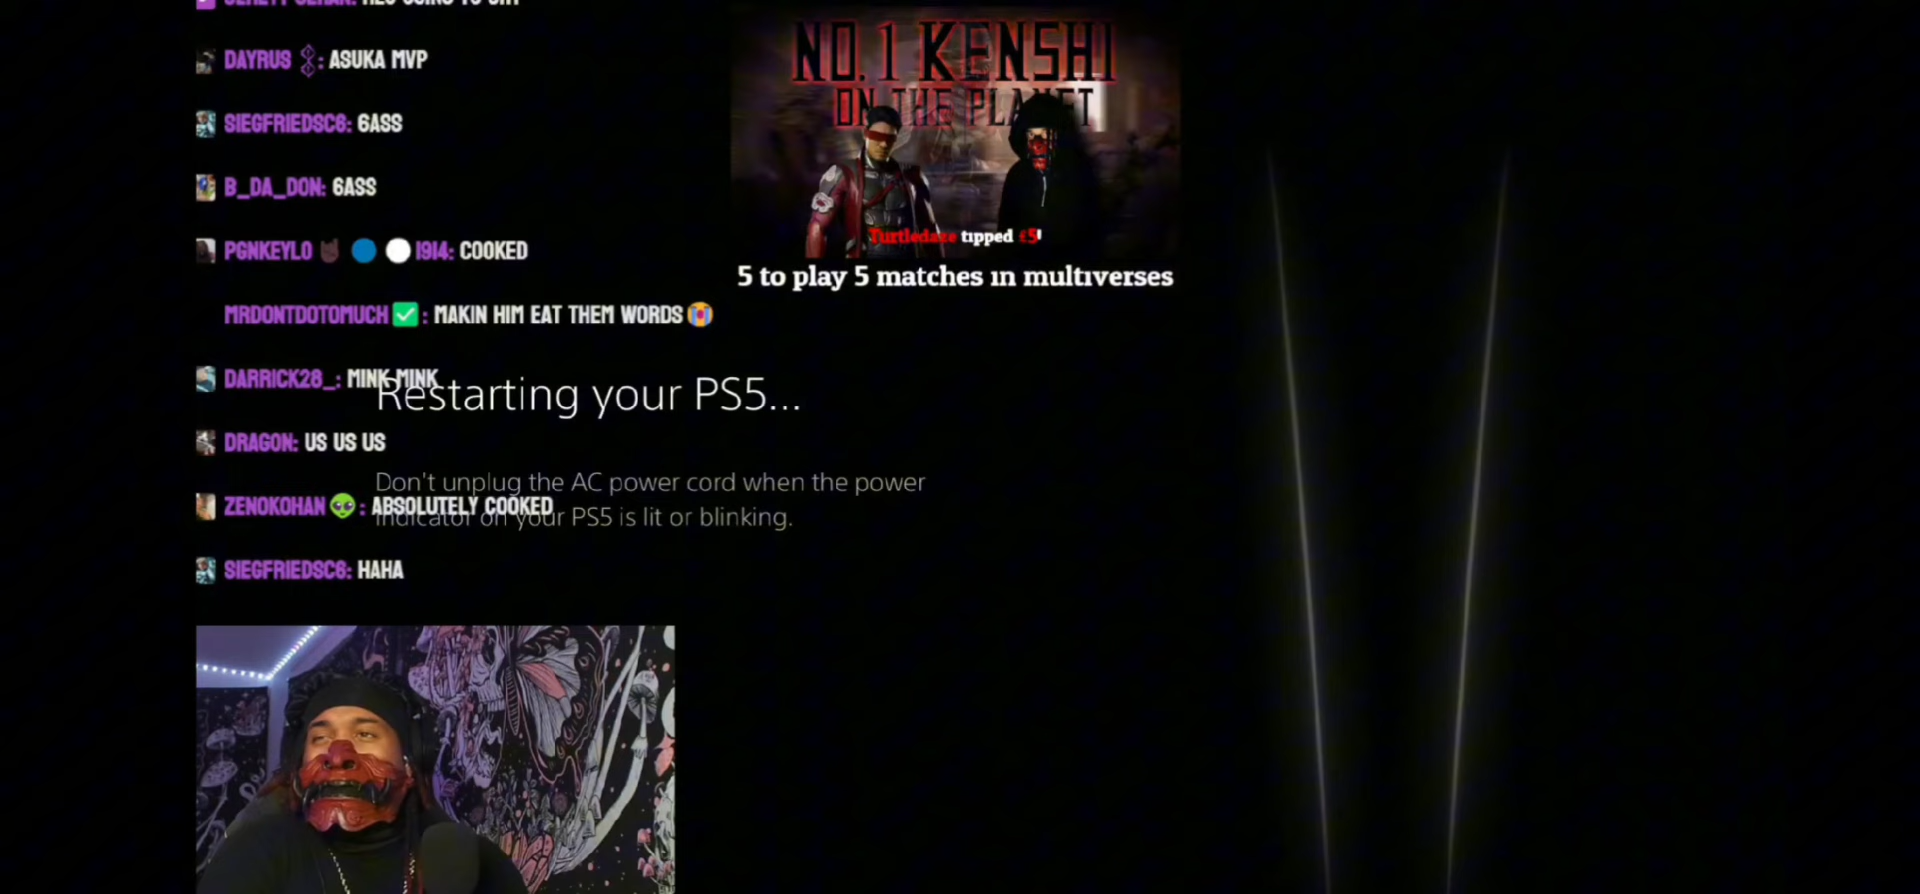 DAYRUS : ASUKA MVP
SIEGFRIEDSC6: 6ASS
B_DA_DON: 6ASS
PGNKEYLO 🔵 ⚪ 1914: COOKED
MRDONTDOTOMUCH✅: MAKIN HIM EAT THEM WORDS😭
DARRICK28_: MINK MINK
DRAGON: US US US
ZENOKOHAN👽: ABSOLUTELY COOKED
SIEGFRIEDSC6: HAHA
NO. 1 KENSHI
ON THE PLANET
Turtledaze tipped £5!
5 to play 5 matches in multiverses
Restarting your PS5...
Don't unplug the AC power cord when the power
indicator on your PS5 is lit or blinking.